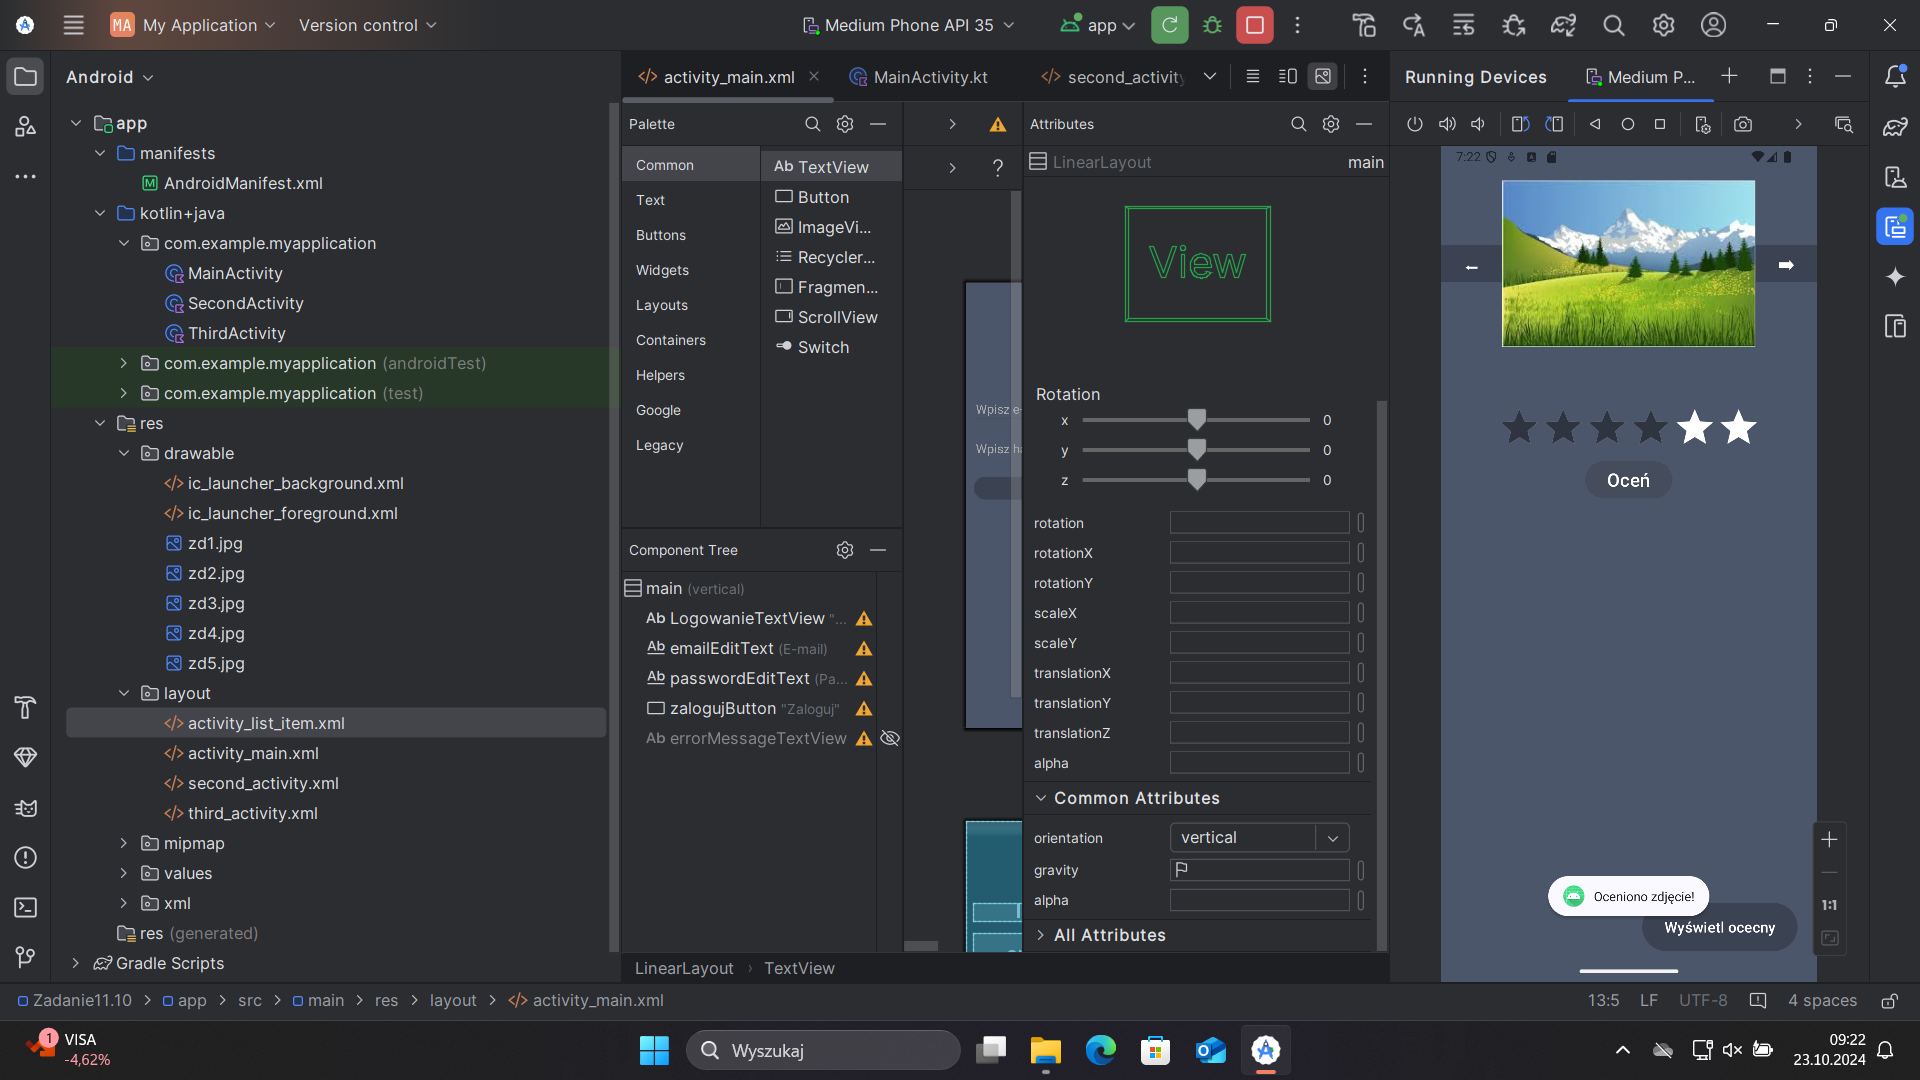 MA My Application
Version control
Medium Phone API 35
app
Android
activity_main.xml
MainActivity.kt
second_activity
Running Devices
Medium P...
app
manifests
AndroidManifest.xml
kotlin+java
com.example.myapplication
MainActivity
SecondActivity
ThirdActivity
com.example.myapplication (androidTest)
com.example.myapplication (test)
res
drawable
ic_launcher_background.xml
ic_launcher_foreground.xml
zd1.jpg
zd2.jpg
zd3.jpg
zd4.jpg
zd5.jpg
layout
activity_list_item.xml
activity_main.xml
second_activity.xml
third_activity.xml
mipmap
values
xml
res (generated)
Gradle Scripts
Palette
Common
Text
Buttons
Widgets
Layouts
Containers
Helpers
Google
Legacy
Ab TextView
Button
ImageVi...
Recycler...
Fragmen...
ScrollView
Switch
Component Tree
main (vertical)
Ab LogowanieTextView "...
Ab emailEditText (E-mail)
Ab passwordEditText (Pa...
zalogujButton "Zaloguj"
Ab errorMessageTextView
Wpisz e-
Wpisz ha
Attributes
LinearLayout main
View
Rotation
x 0
y 0
z 0
rotation
rotationX
rotationY
scaleX
scaleY
translationX
translationY
translationZ
alpha
Common Attributes
orientation vertical
gravity
alpha
All Attributes
LinearLayout › TextView
7:22
Oceń
Oceniono zdjęcie!
Wyświetl ocecny
1:1
Zadanie11.10 > app > src > main > res > layout > activity_main.xml
13:5 LF UTF-8 4 spaces
1
VISA
-4,62%
Wyszukaj
09:22
23.10.2024